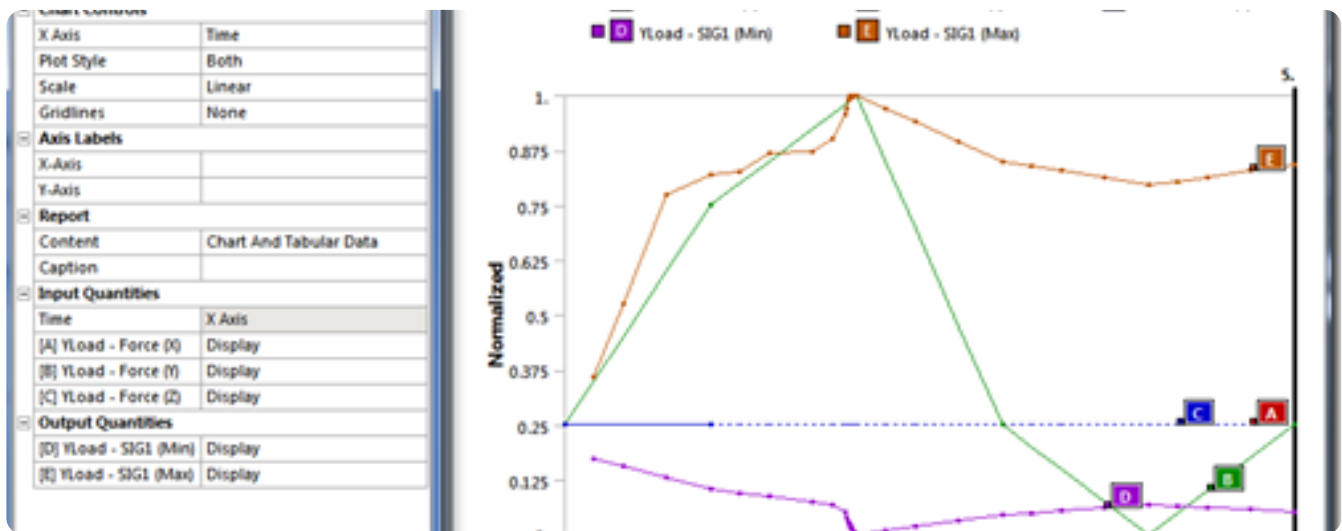 Chart Controls
X Axis Time
Plot Style Both
Scale Linear
Gridlines None
Axis Labels
X-Axis
Y-Axis
Report
Content Chart And Tabular Data
Caption
Input Quantities
Time X Axis
[A] YLoad - Force (X) Display
[B] YLoad - Force (Y) Display
[C] YLoad - Force (Z) Display
Output Quantities
[D] YLoad - SIG1 (Min) Display
[E] YLoad - SIG1 (Max) Display
D YLoad - SIG1 (Min) E YLoad - SIG1 (Max)
5.
1.
0.875
0.75
0.625
0.5
0.375
0.25
0.125
Normalized
E
C
A
B
D